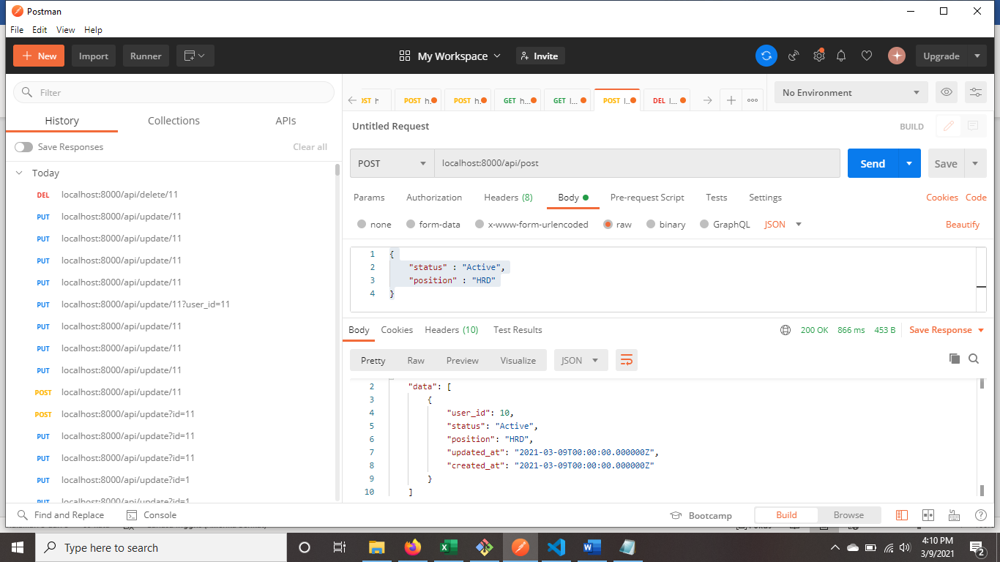 Postman
File Edit View Help
New Import Runner My Workspace Invite Upgrade
Filter
History Collections APIs
Save Responses Clear all
Today
DEL localhost:8000/api/delete/11
PUT localhost:8000/api/update/11
PUT localhost:8000/api/update/11
PUT localhost:8000/api/update/11
PUT localhost:8000/api/update/11
PUT localhost:8000/api/update/11?user_id=11
PUT localhost:8000/api/update/11
PUT localhost:8000/api/update/11
PUT localhost:8000/api/update/11
POST localhost:8000/api/update/11
POST localhost:8000/api/update?id=11
PUT localhost:8000/api/update?id=11
PUT localhost:8000/api/update?id=11
PUT localhost:8000/api/update?id=1
PUT localhost:8000/api/update?id=1
POST h. POST h. GET h... GET l... POST l. DEL l...
No Environment
Untitled Request BUILD
POST localhost:8000/api/post Send Save
Params Authorization Headers (8) Body Pre-request Script Tests Settings Cookies Code
none form-data x-www-form-urlencoded raw binary GraphQL JSON Beautify
1 {
2 "status" : "Active",
3 "position" : "HRD"
4 }
Body Cookies Headers (10) Test Results 200 OK 866 ms 453 B Save Response
Pretty Raw Preview Visualize JSON
2 "data": [
3 {
4 "user_id": 10,
5 "status": "Active",
6 "position": "HRD",
7 "updated_at": "2021-03-09T00:00:00.000000Z",
8 "created_at": "2021-03-09T00:00:00.000000Z"
9 }
10 ]
Find and Replace Console Bootcamp Build Browse
Type here to search
4:10 PM
3/9/2021
2